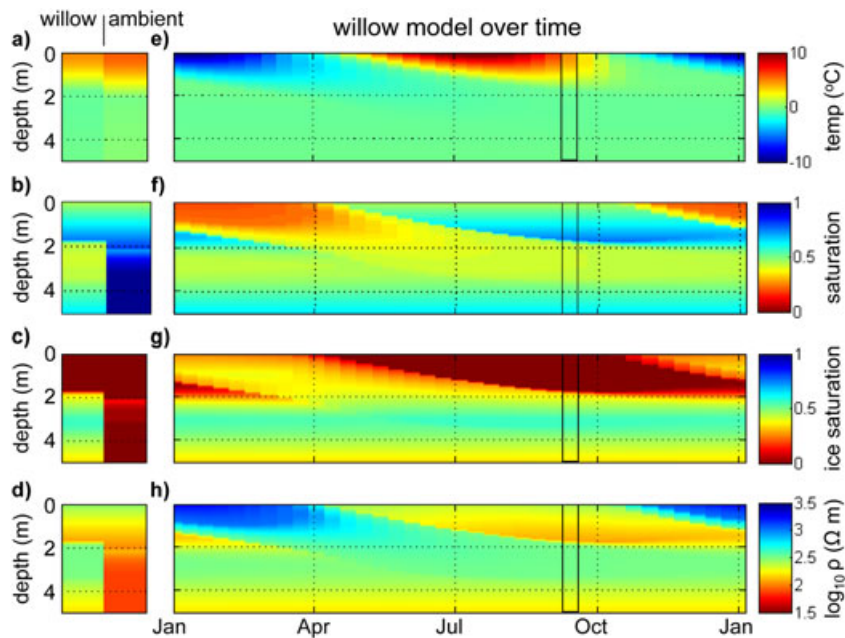 willow ambient willow model over time
a) e)
0 10
depth (m) 2 0 temp (ºC)
4 -10
b) f)
0 1
depth (m) 2 0.5 saturation
4 0
c) g)
0 1
depth (m) 2 0.5 ice saturation
4 0
d) h)
0 3.5
3
depth (m) 2 2.5 log10 ρ (Ω m)
2
4 1.5
Jan Apr Jul Oct Jan